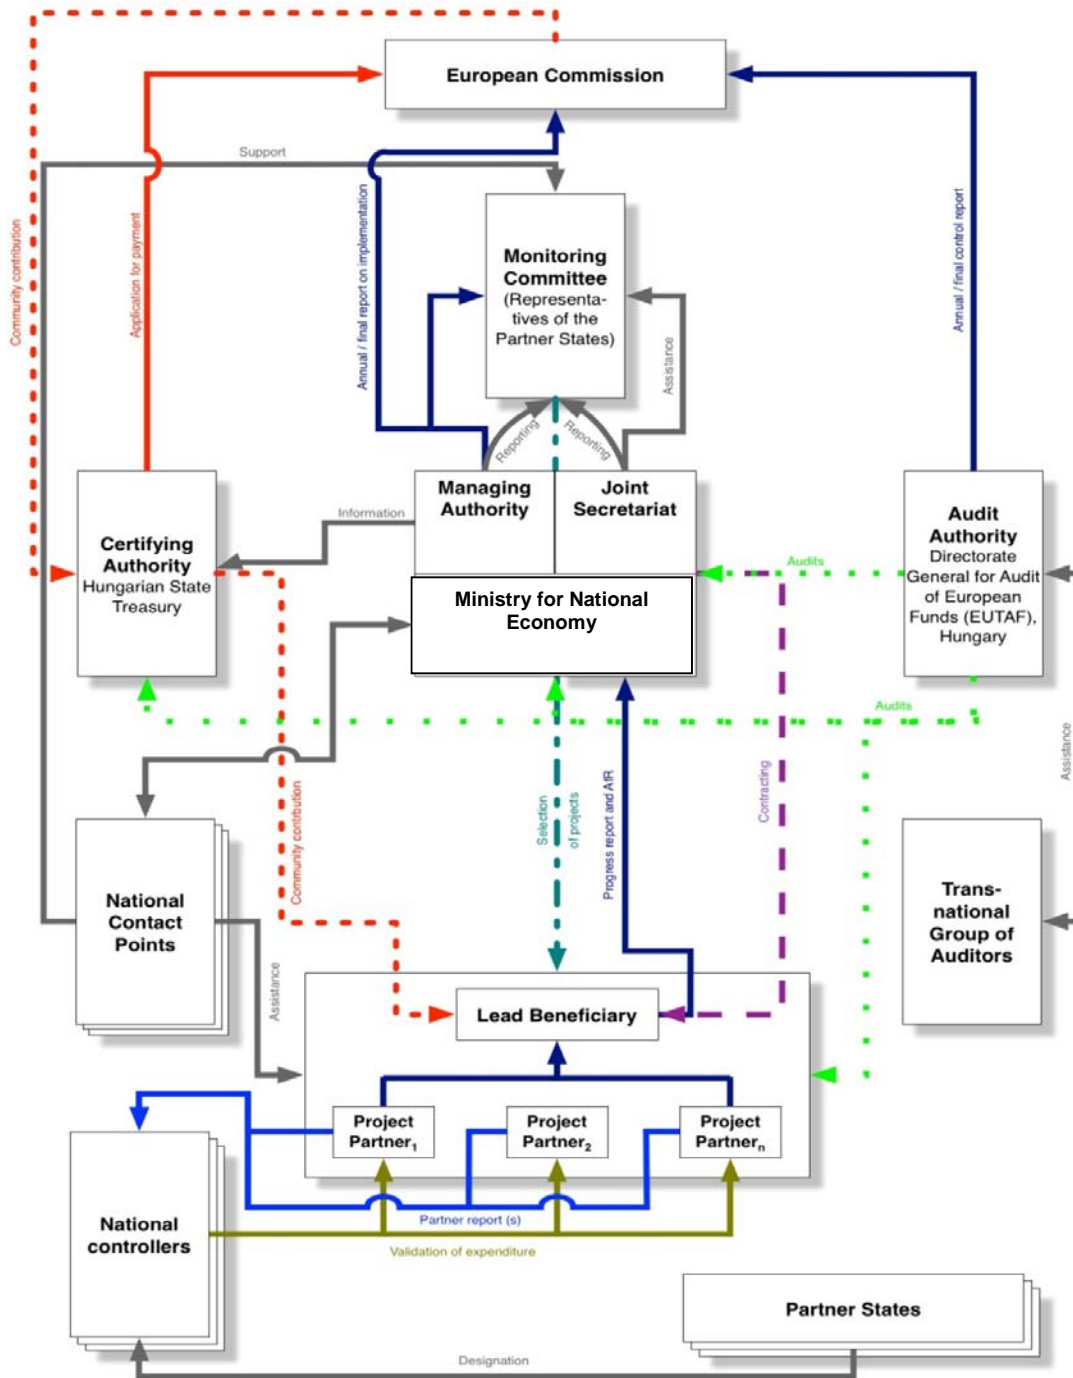 European Commission
Support
Community contribution
Application for payment
Annual / final report on implementation
Annual / final control report
Monitoring
Committee
(Representa-
tives of the
Partner States)
Assistance
Reporting
Reporting
Managing
Authority
Joint
Secretariat
Information
Certifying
Authority
Hungarian State
Treasury
Ministry for National
Economy
Audits
Audit
Authority
Directorate
General for Audit
of European
Funds (EUTAF),
Hungary
Audits
Assistance
Community contribution
Selection
of projects
Progress report and AfR
Contracting
National
Contact
Points
Trans-
national
Group of
Auditors
Assistance
Lead Beneficiary
Project
Partner1
Project
Partner2
Project
Partnern
National
controllers
Partner report (s)
Validation of expenditure
Partner States
Designation